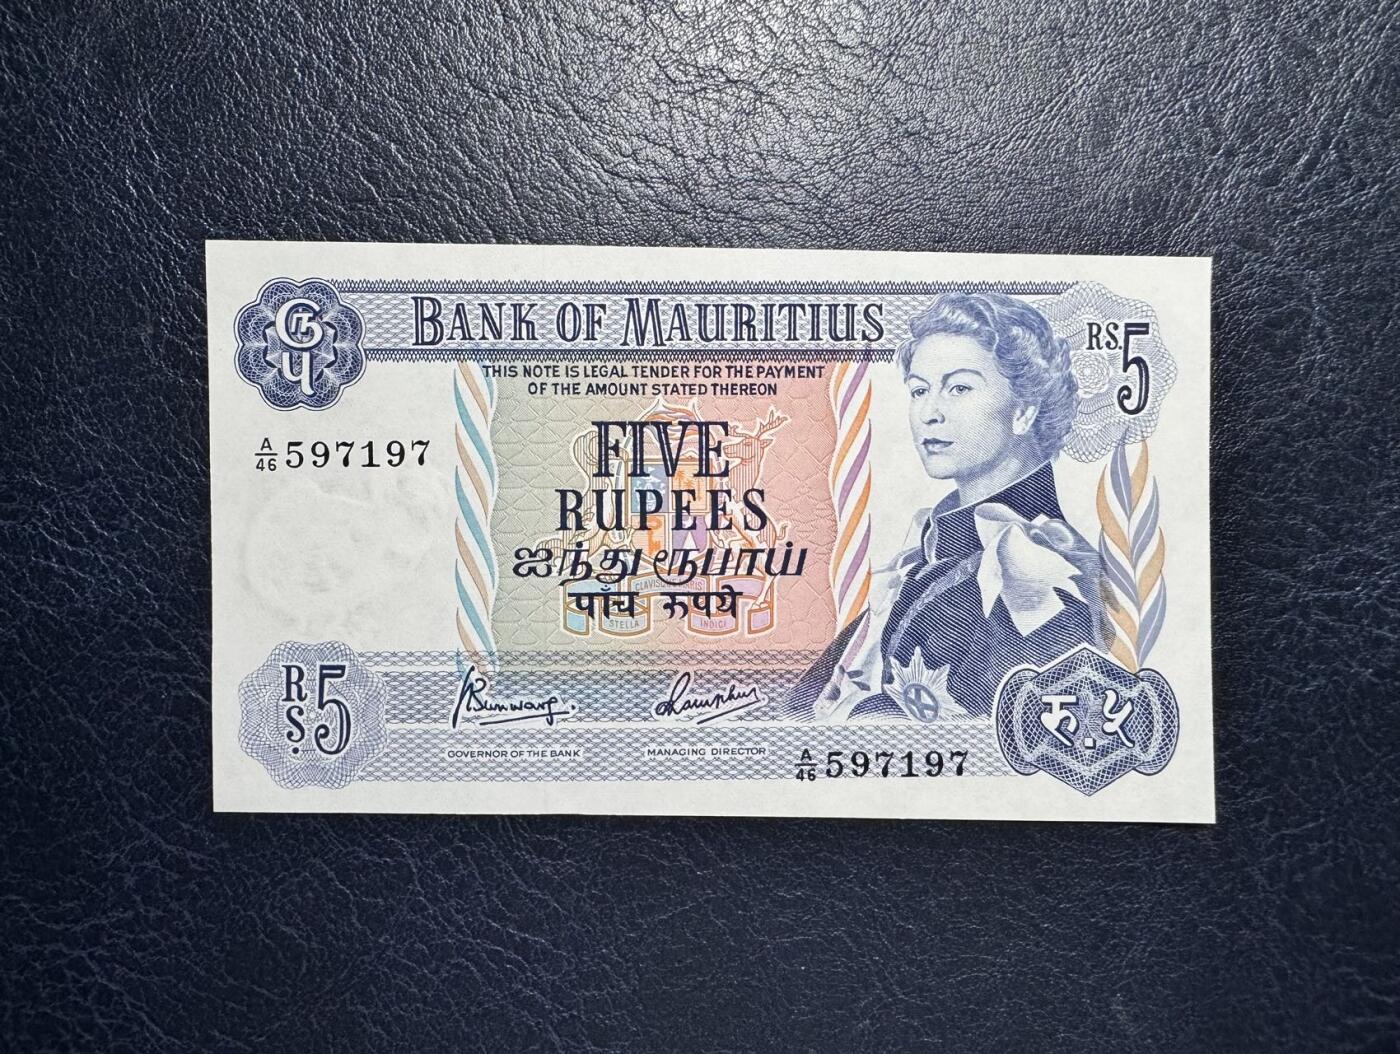 BANK OF MAURITIUS
RS.5
THIS NOTE IS LEGAL TENDER FOR THE PAYMENT
OF THE AMOUNT STATED THEREON
A/46 597197
FIVE
RUPEES
ஐந்து ரூபாய்
पाँच रुपये
STELLA
INDICI
RS.5
GOVERNOR OF THE BANK
MANAGING DIRECTOR
A/46 597197
रु.५